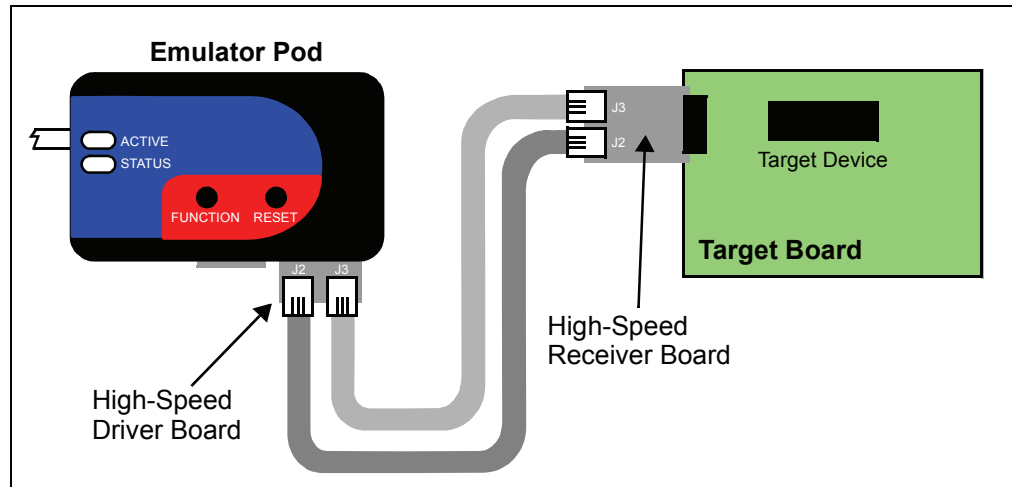 Emulator Pod
ACTIVE
STATUS
FUNCTION
RESET
J2
J3
High-Speed
Driver Board
J3
J2
High-Speed
Receiver Board
Target Device
Target Board